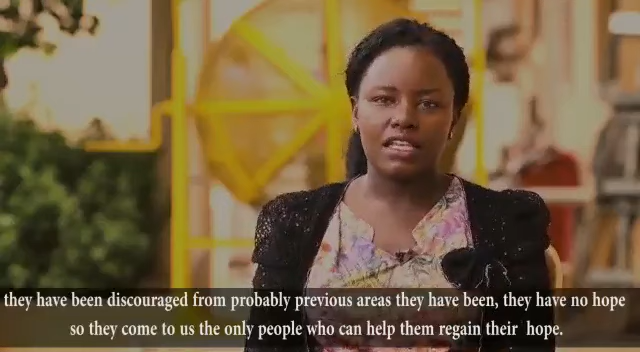 they have been discouraged from probably previous areas they have been, they have no hope
so they come to us the only people who can help them regain their hope.